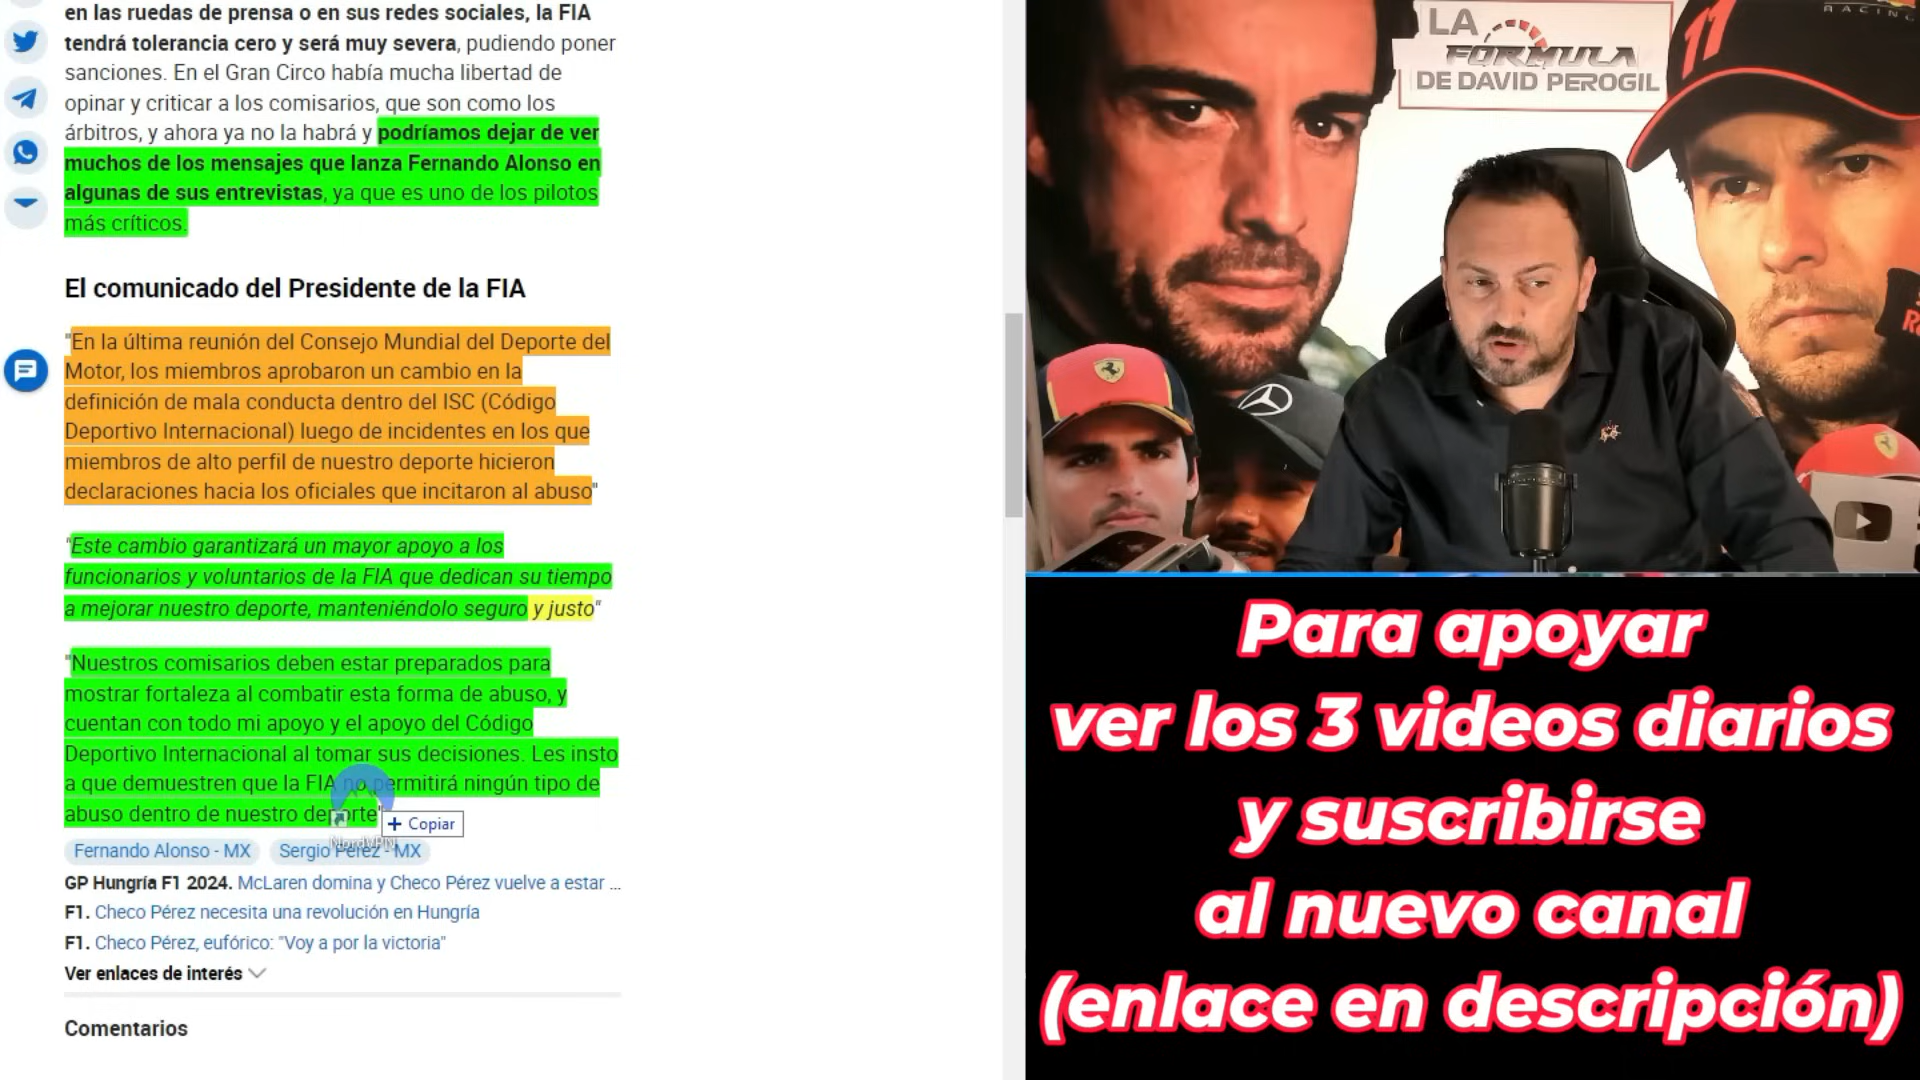 en las ruedas de prensa o en sus redes sociales, la FIA
tendrá tolerancia cero y será muy severa, pudiendo poner
sanciones. En el Gran Circo había mucha libertad de
opinar y criticar a los comisarios, que son como los
árbitros, y ahora ya no la habrá y podríamos dejar de ver
muchos de los mensajes que lanza Fernando Alonso en
algunas de sus entrevistas, ya que es uno de los pilotos
más críticos.
El comunicado del Presidente de la FIA
"En la última reunión del Consejo Mundial del Deporte del
Motor, los miembros aprobaron un cambio en la
definición de mala conducta dentro del ISC (Código
Deportivo Internacional) luego de incidentes en los que
miembros de alto perfil de nuestro deporte hicieron
declaraciones hacia los oficiales que incitaron al abuso"
"Este cambio garantizará un mayor apoyo a los
funcionarios y voluntarios de la FIA que dedican su tiempo
a mejorar nuestro deporte, manteniéndolo seguro y justo"
"Nuestros comisarios deben estar preparados para
mostrar fortaleza al combatir esta forma de abuso, y
cuentan con todo mi apoyo y el apoyo del Código
Deportivo Internacional al tomar sus decisiones. Les insto
a que demuestren que la FIA no permitirá ningún tipo de
abuso dentro de nuestro deporte"
+ Copiar
NordVPN
Fernando Alonso - MX
Sergio Pérez - MX
GP Hungría F1 2024. McLaren domina y Checo Pérez vuelve a estar ...
F1. Checo Pérez necesita una revolución en Hungría
F1. Checo Pérez, eufórico: "Voy a por la victoria"
Ver enlaces de interés
Comentarios
LA
FORMULA
DE DAVID PEROGIL
11
RACING
Para apoyar
ver los 3 videos diarios
y suscribirse
al nuevo canal
(enlace en descripción)